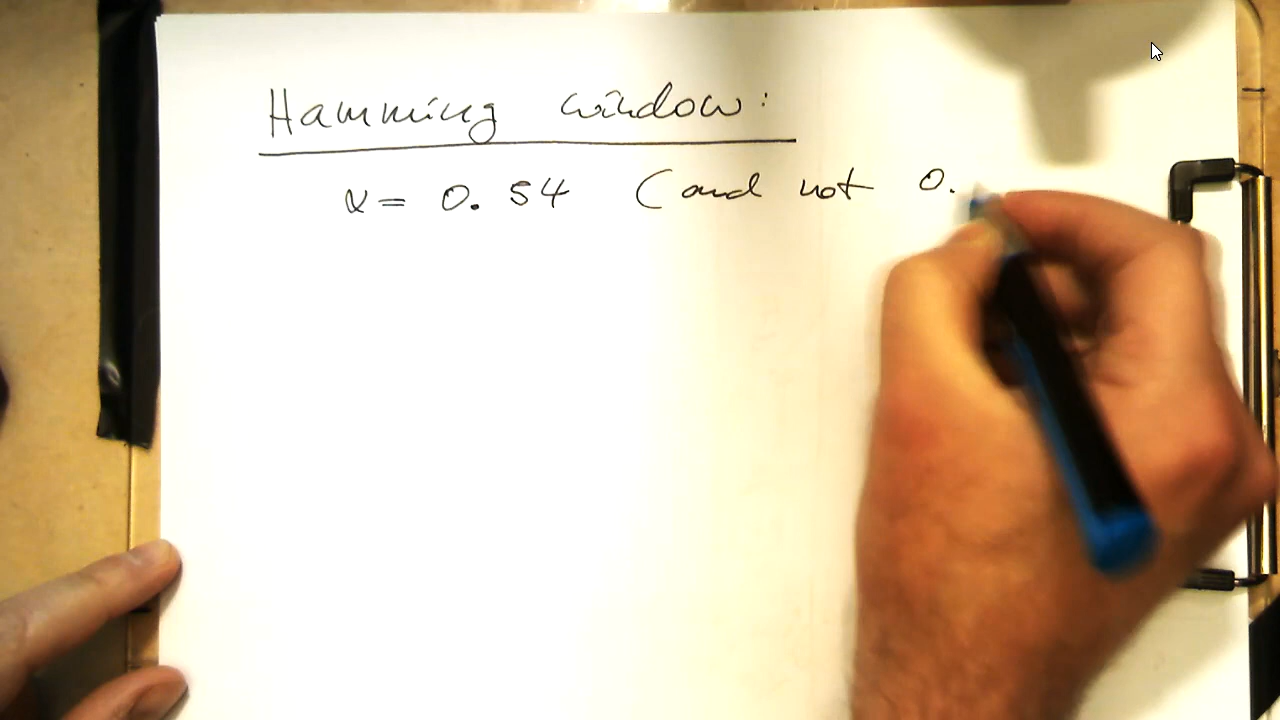 Hamming window:
α = 0.54 (and not 0.